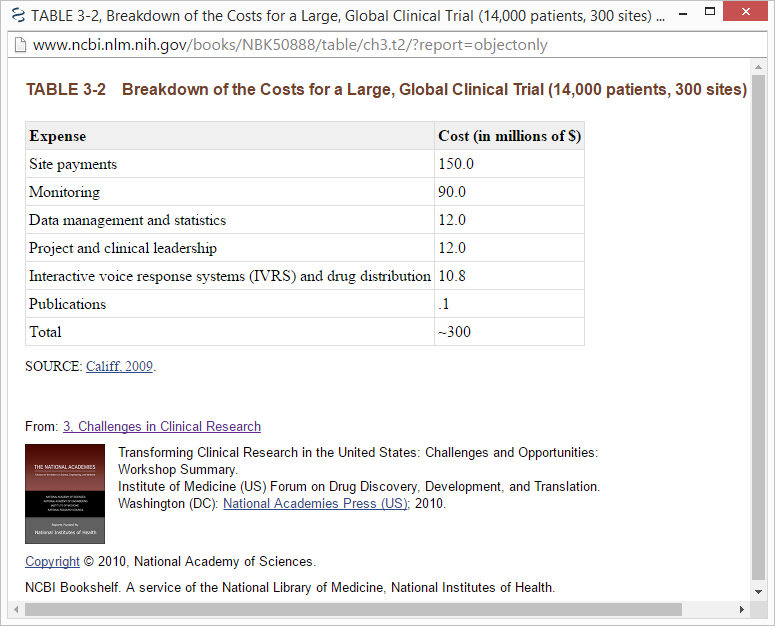 TABLE 3-2, Breakdown of the Costs for a Large, Global Clinical Trial (14,000 patients, 300 sites) ...
www.ncbi.nlm.nih.gov/books/NBK50888/table/ch3.t2/?report=objectonly
TABLE 3-2 Breakdown of the Costs for a Large, Global Clinical Trial (14,000 patients, 300 sites)
Expense Cost (in millions of $)
Site payments 150.0
Monitoring 90.0
Data management and statistics 12.0
Project and clinical leadership 12.0
Interactive voice response systems (IVRS) and drug distribution 10.8
Publications .1
Total ~300
SOURCE: Califf, 2009.
From: 3, Challenges in Clinical Research
THE NATIONAL ACADEMIES
National Institutes of Health
Transforming Clinical Research in the United States: Challenges and Opportunities:
Workshop Summary.
Institute of Medicine (US) Forum on Drug Discovery, Development, and Translation.
Washington (DC): National Academies Press (US); 2010.
Copyright © 2010, National Academy of Sciences.
NCBI Bookshelf. A service of the National Library of Medicine, National Institutes of Health.